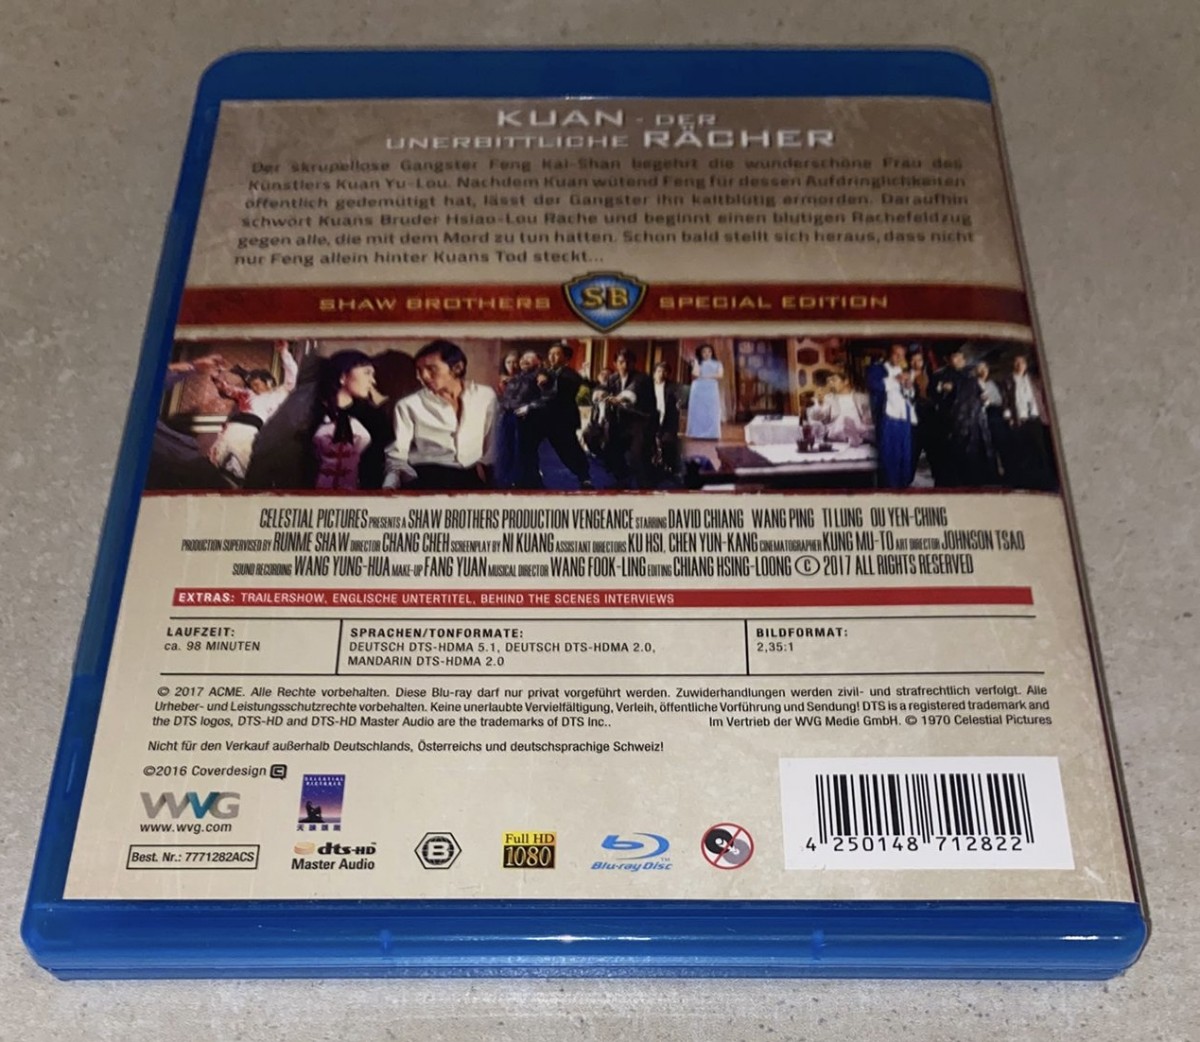 KUAN - DER
UNERBITTLICHE RÄCHER
Der skrupellose Gangster Feng Kai-Shan begehrt die wunderschöne Frau des
Künstlers Kuan Yu-Lou. Nachdem Kuan wütend Feng für dessen Aufdringlichkeiten
öffentlich gedemütigt hat, lässt der Gangster ihn kaltblütig ermorden. Daraufhin
schwört Kuans Bruder Hsiao-Lou Rache und beginnt einen blutigen Rachefeldzug
gegen alle, die mit dem Mord zu tun hatten. Schon bald stellt sich heraus, dass nicht
nur Feng allein hinter Kuans Tod steckt...
SHAW BROTHERS SB SPECIAL EDITION
CELESTIAL PICTURES PRESENTS A SHAW BROTHERS PRODUCTION VENGEANCE STARRING DAVID CHIANG WANG PING TI LUNG OU YEN-CHING
PRODUCTION SUPERVISED BY RUNME SHAW DIRECTOR CHANG CHEH SCREENPLAY BY NI KUANG ASSISTANT DIRECTORS KU HSI, CHEN YUN-KANG CINEMATOGRAPHER KUNG MU-TO ART DIRECTOR JOHNSON TSAO
SOUND RECORDING WANG YUNG-HUA MAKE-UP FANG YUAN MUSICAL DIRECTOR WANG FOOK-LING EDITING CHIANG HSING-LOONG © 2017 ALL RIGHTS RESERVED
EXTRAS: TRAILERSHOW, ENGLISCHE UNTERTITEL, BEHIND THE SCENES INTERVIEWS
LAUFZEIT:
ca. 98 MINUTEN
SPRACHEN/TONFORMATE:
DEUTSCH DTS-HDMA 5.1, DEUTSCH DTS-HDMA 2.0,
MANDARIN DTS-HDMA 2.0
BILDFORMAT:
2,35:1
© 2017 ACME. Alle Rechte vorbehalten. Diese Blu-ray darf nur privat vorgeführt werden. Zuwiderhandlungen werden zivil- und strafrechtlich verfolgt. Alle
Urheber- und Leistungsschutzrechte vorbehalten. Keine unerlaubte Vervielfältigung, Verleih, öffentliche Vorführung und Sendung! DTS is a registered trademark and
the DTS logos, DTS-HD and DTS-HD Master Audio are the trademarks of DTS Inc.. Im Vertrieb der WVG Medie GmbH. © 1970 Celestial Pictures
Nicht für den Verkauf außerhalb Deutschlands, Österreichs und deutschsprachige Schweiz!
©2016 Coverdesign
WVG
www.wvg.com
Best. Nr.: 7771282ACS
CELESTIAL
PICTURES
dts-HD
Master Audio
B
Full HD
1080
Blu-ray Disc
4 250148 712822